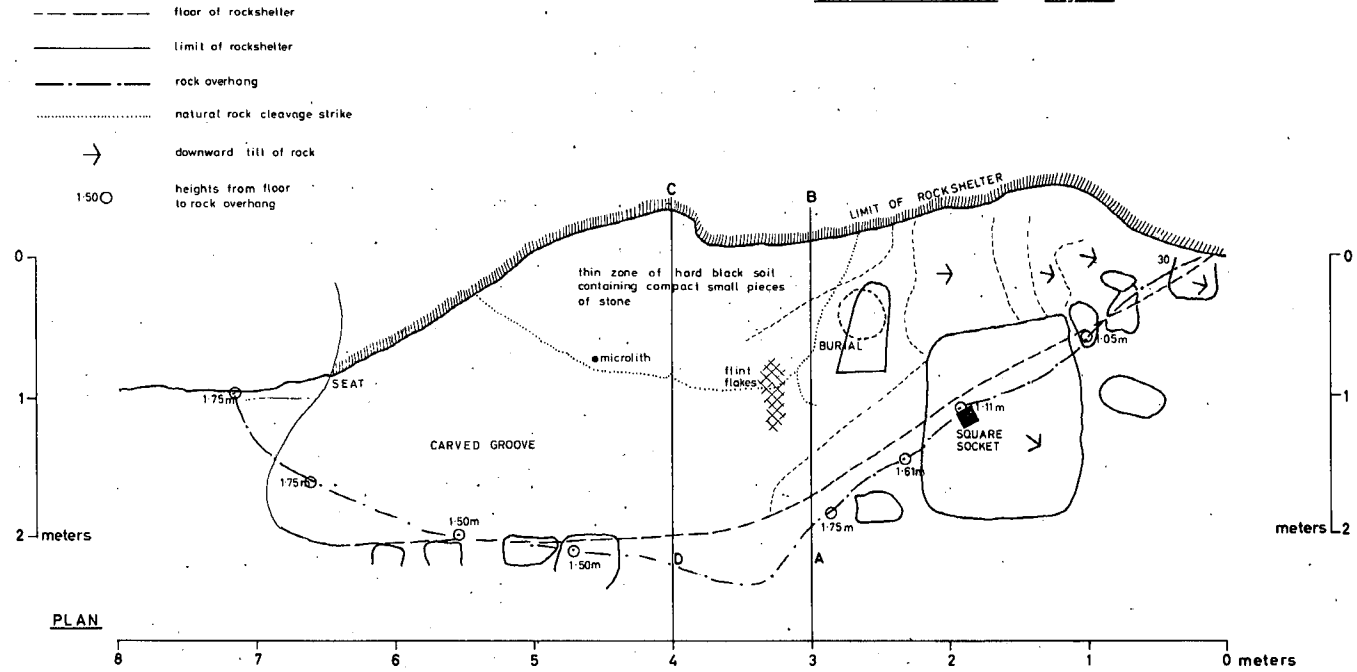 floor of rockshelter
limit of rockshelter
rock overhang
natural rock cleavage strike
downward tilt of rock
1·50 heights from floor
to rock overhang
C
B
LIMIT OF ROCKSHELTER
0
0
30
thin zone of hard black soil
containing compact small pieces
of stone
microlith
BURIAL
1·05m
flint
flakes
SEAT
1
1
1·75m
1·11m
SQUARE
SOCKET
CARVED GROOVE
1·61m
1·75m
1·75m
1·50m
2 meters
meters 2
1·50m
D
A
PLAN
8 7 6 5 4 3 2 1 0 meters